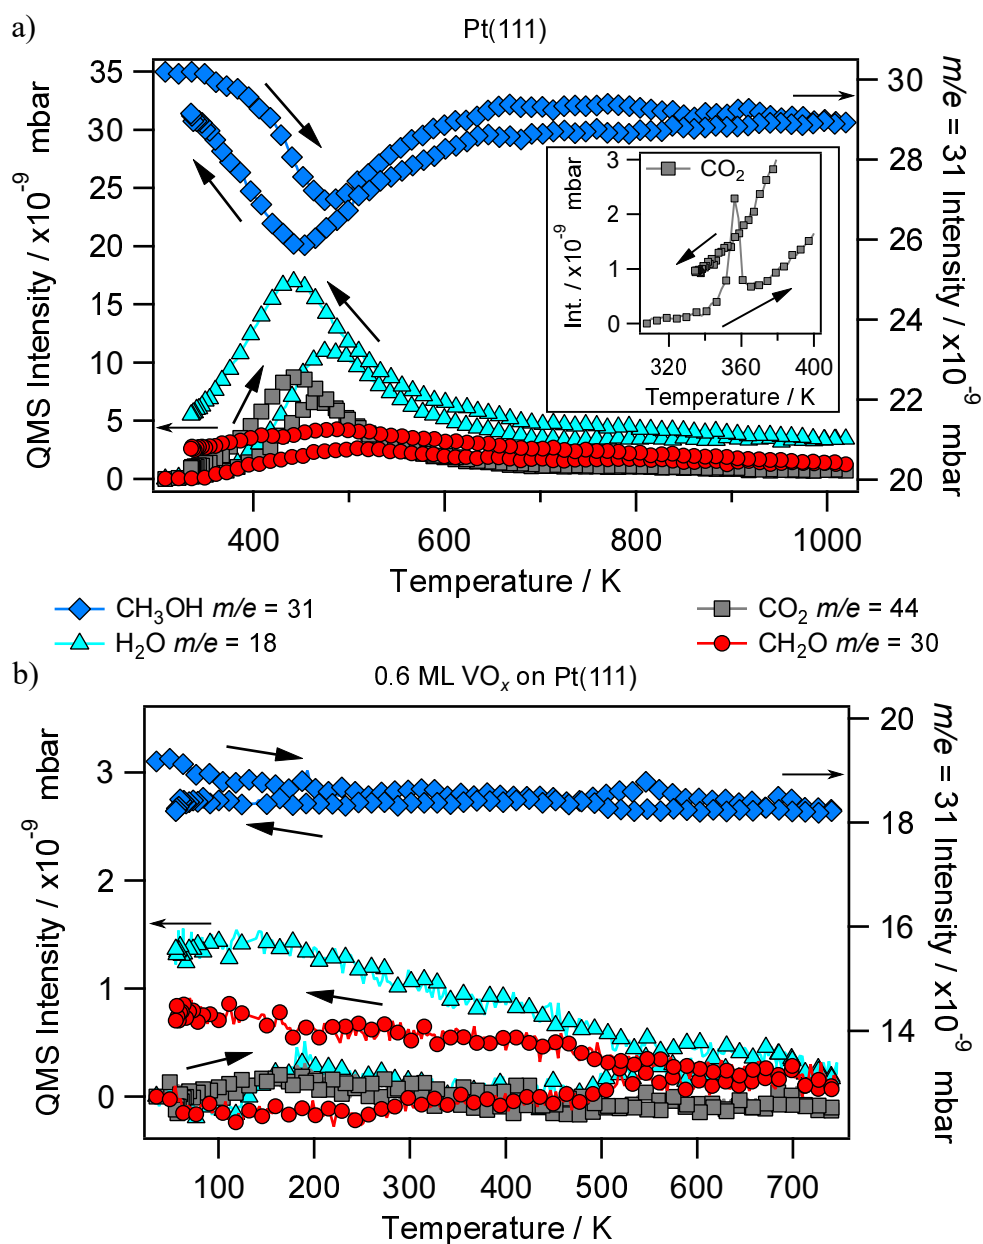 a)
Pt(111)
QMS Intensity / x10⁻⁹ mbar
35
30
25
20
15
10
5
0
m/e = 31 Intensity / x10⁻⁹ mbar
30
28
26
24
22
20
Int. / x10⁻⁹ mbar
3
2
1
0
CO₂
320
360
400
Temperature / K
400
600
800
1000
Temperature / K
CH₃OH m/e = 31
CO₂ m/e = 44
H₂O m/e = 18
CH₂O m/e = 30
b)
0.6 ML VOₓ on Pt(111)
QMS Intensity / x10⁻⁹ mbar
3
2
1
0
m/e = 31 Intensity / x10⁻⁹ mbar
20
18
16
14
100
200
300
400
500
600
700
Temperature / K